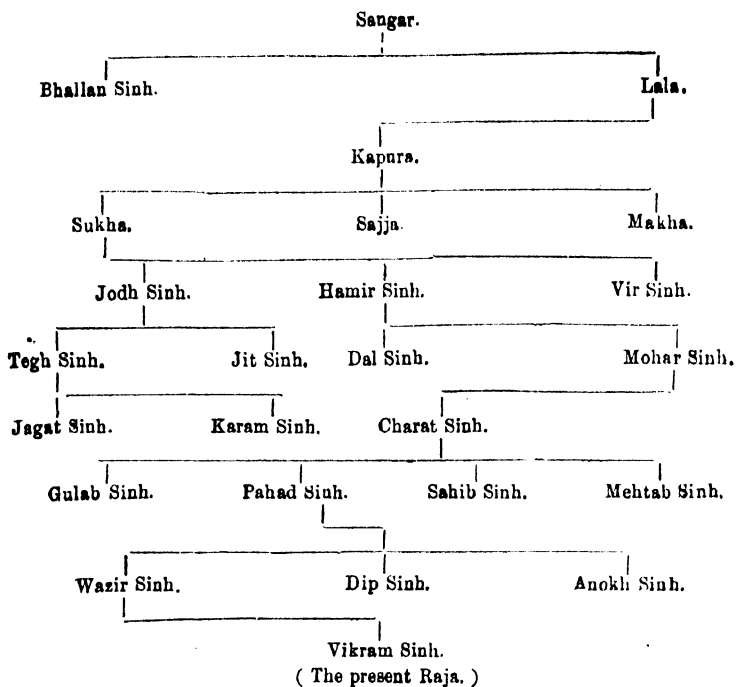 Sangar.
Bhallan Sinh. Lala.
Kapura.
Sukha. Sajja. Makha.
Jodh Sinh. Hamir Sinh. Vir Sinh.
Tegh Sinh. Jit Sinh. Dal Sinh. Mohar Sinh.
Jagat Sinh. Karam Sinh. Charat Sinh.
Gulab Sinh. Pahad Sinh. Sahib Sinh. Mehtab Sinh.
Wazir Sinh. Dip Sinh. Anokh Sinh.
Vikram Sinh.
( The present Raja. )